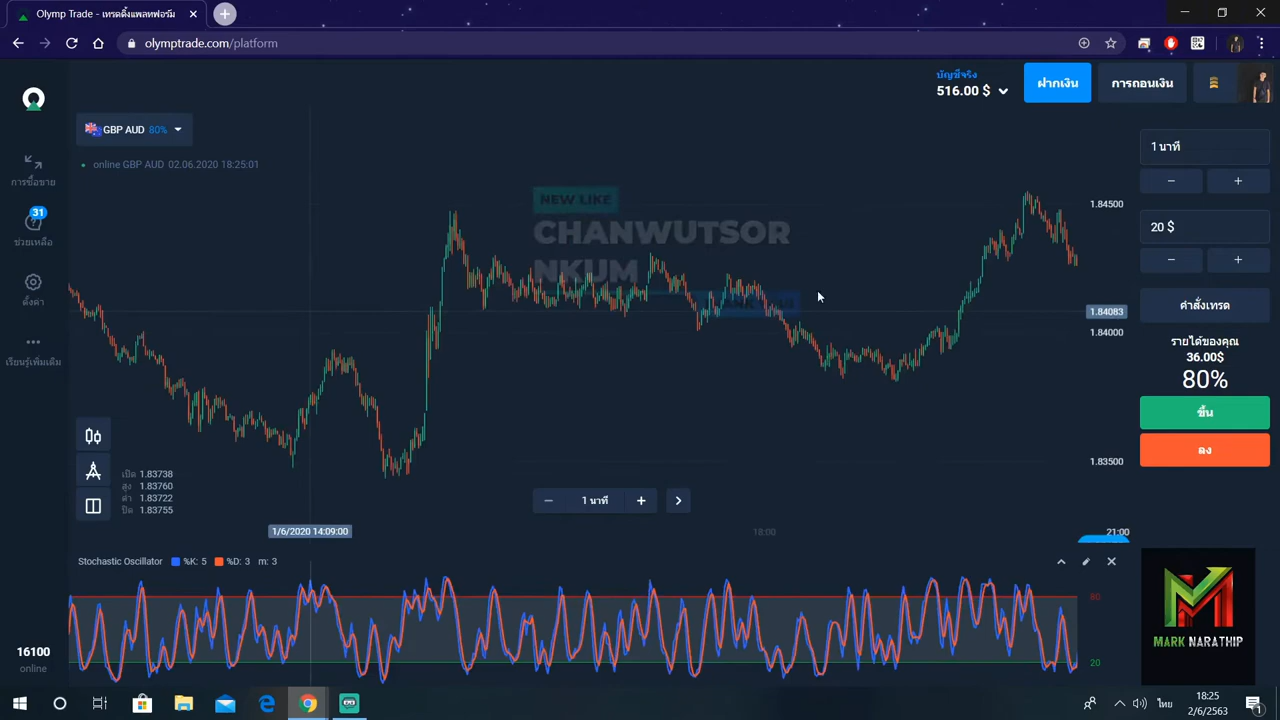 Olymp Trade - เทรดดิ้งแพลทฟอร์ม
olymptrade.com/platform
บัญชีจริง
516.00 $
ฝากเงิน
การถอนเงิน
GBP AUD 80%
online GBP AUD 02.06.2020 18:25:01
การซื้อขาย
31
ช่วยเหลือ
ตั้งค่า
เรียนรู้เพิ่มเติม
NEW LIKE
CHANWUTSOR
NKUM
1.84500
1.84083
1.84000
1.83500
1 นาที
20 $
คำสั่งเทรด
รายได้ของคุณ
36.00$
80%
ขึ้น
ลง
เปิด 1.83738
สูง 1.83760
ต่ำ 1.83722
ปิด 1.83755
1 นาที
1/6/2020 14:09:00
18:00
21:00
Stochastic Oscillator %K: 5 %D: 3 m: 3
80
20
MARK NARATHIP
16100
online
ไทย
18:25
2/6/2563
1